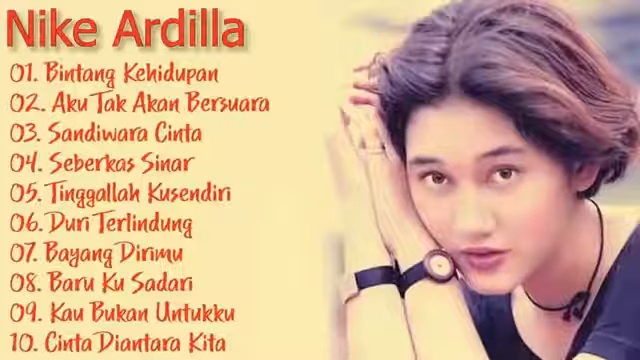 Nike Ardilla
01. Bintang Kehidupan
02. Aku Tak Akan Bersuara
03. Sandiwara Cinta
04. Seberkas Sinar
05. Tinggallah Kusendiri
06. Duri Terlindung
07. Bayang Dirimu
08. Baru Ku Sadari
09. Kau Bukan Untukku
10. Cinta Diantara Kita